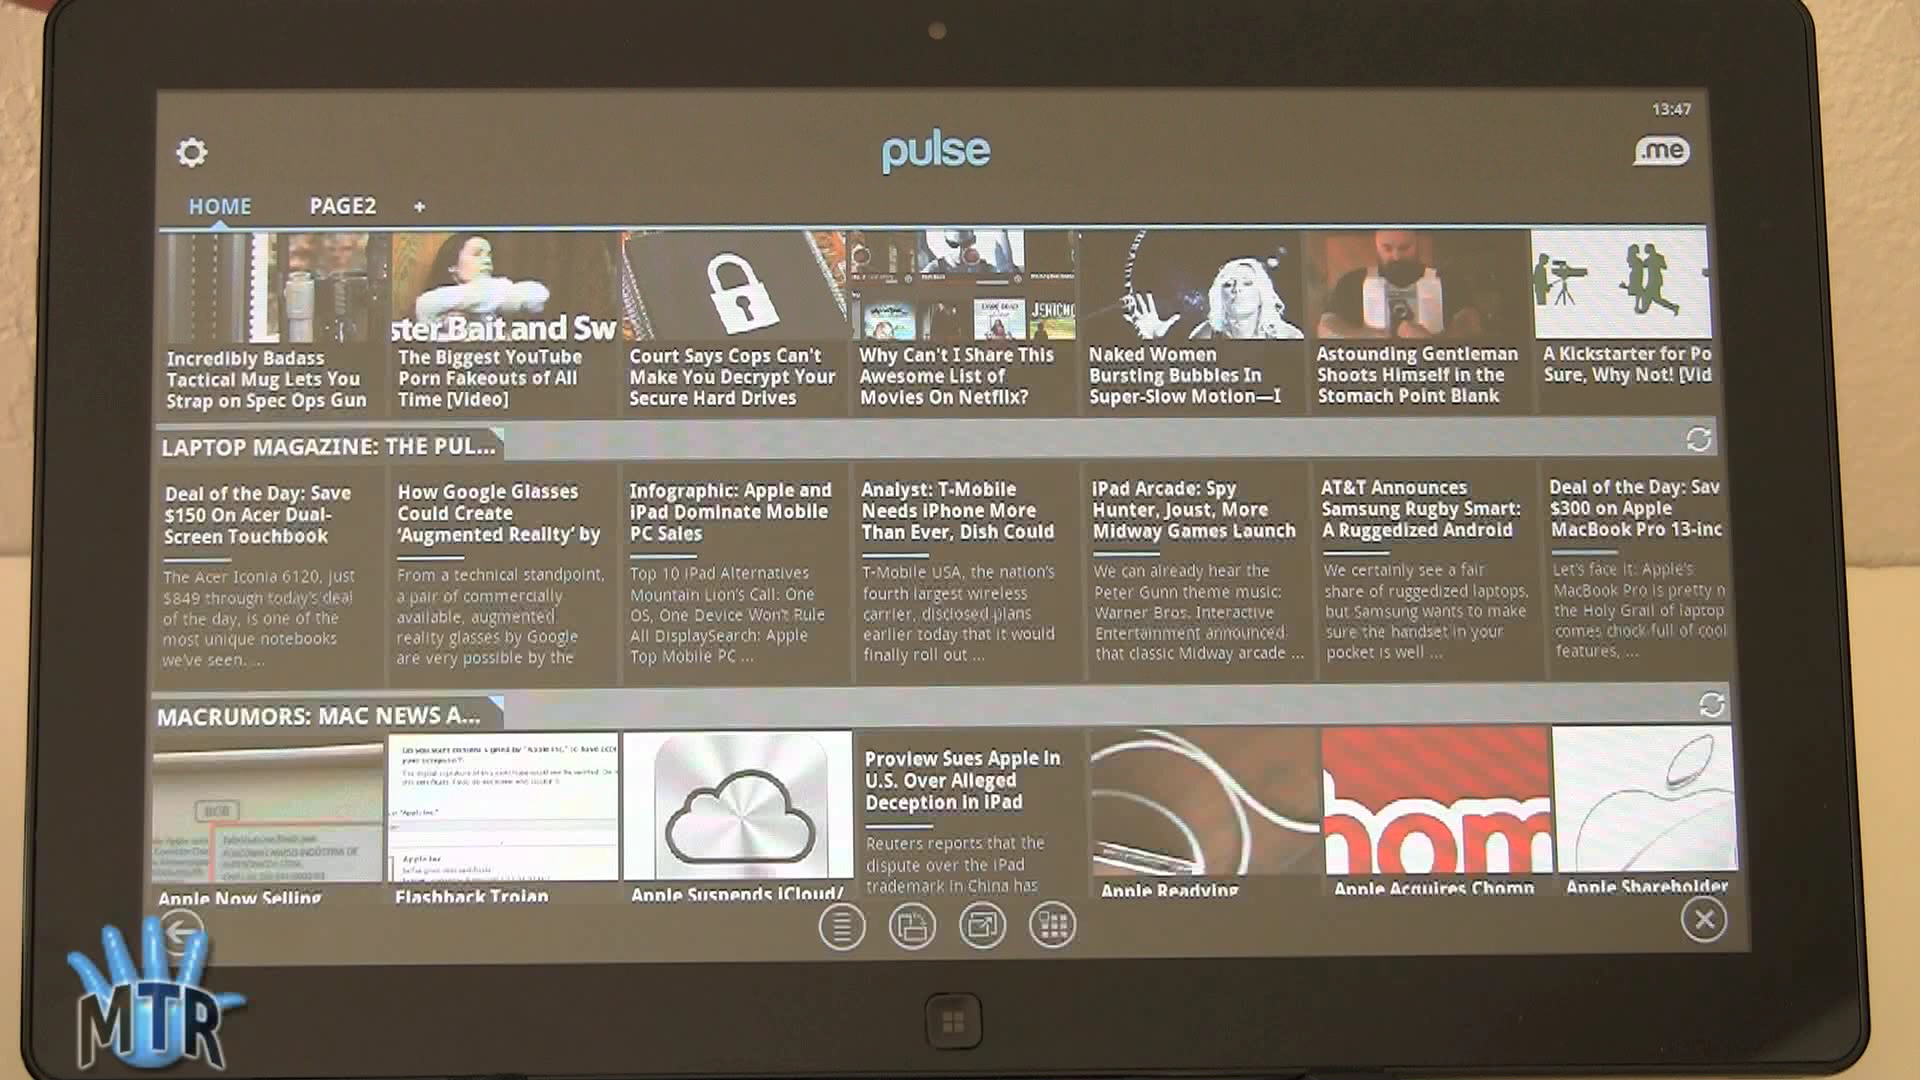 13:47
pulse
.me
HOME
PAGE2
+
ster Bait and Sw
JERICHO
Incredibly Badass
Tactical Mug Lets You
Strap on Spec Ops Gun
The Biggest YouTube
Porn Fakeouts of All
Time [Video]
Court Says Cops Can't
Make You Decrypt Your
Secure Hard Drives
Why Can't I Share This
Awesome List of
Movies On Netflix?
Naked Women
Bursting Bubbles In
Super-Slow Motion—I
Astounding Gentleman
Shoots Himself in the
Stomach Point Blank
A Kickstarter for Po
Sure, Why Not! [Vid
LAPTOP MAGAZINE: THE PUL...
Deal of the Day: Save
$150 On Acer Dual-
Screen Touchbook
The Acer Iconia 6120, just
$849 through today's deal
of the day, is one of the
most unique notebooks
we've seen. ...
How Google Glasses
Could Create
‘Augmented Reality’ by
From a technical standpoint,
a pair of commercially
available, augmented
reality glasses by Google
are very possible by the
Infographic: Apple and
iPad Dominate Mobile
PC Sales
Top 10 iPad Alternatives
Mountain Lion's Call: One
OS, One Device Won't Rule
All DisplaySearch: Apple
Top Mobile PC ...
Analyst: T-Mobile
Needs iPhone More
Than Ever, Dish Could
T-Mobile USA, the nation's
fourth largest wireless
carrier, disclosed plans
earlier today that it would
finally roll out ...
iPad Arcade: Spy
Hunter, Joust, More
Midway Games Launch
We can already hear the
Peter Gunn theme music:
Warner Bros. Interactive
Entertainment announced
that classic Midway arcade ...
AT&T Announces
Samsung Rugby Smart:
A Ruggedized Android
We certainly see a fair
share of ruggedized laptops,
but Samsung wants to make
sure the handset in your
pocket is well ...
Deal of the Day: Sav
$300 on Apple
MacBook Pro 13-inc
Let's face it: Apple's
MacBook Pro is pretty n
the Holy Grail of laptop
comes chock-full of cool
features, ...
MACRUMORS: MAC NEWS A...
Apple Now Selling
Flashback Trojan
Apple Suspends iCloud/
Proview Sues Apple in
U.S. Over Alleged
Deception in iPad
Reuters reports that the
dispute over the iPad
trademark in China has
Apple Readying
hom
Apple Acquires Chomp
Apple Shareholder
MTR